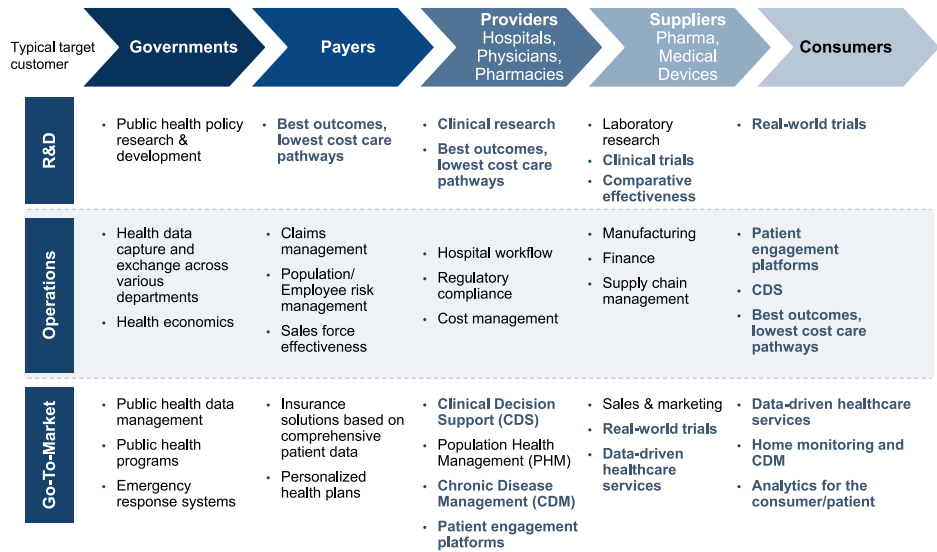 Typical target
customer
Governments
Payers
Providers
Hospitals,
Physicians,
Pharmacies
Suppliers
Pharma,
Medical
Devices
Consumers
R&D
• Public health policy
research &
development
• Best outcomes,
lowest cost care
pathways
• Clinical research
• Best outcomes,
lowest cost care
pathways
• Laboratory
research
• Clinical trials
• Comparative
effectiveness
• Real-world trials
Operations
• Health data
capture and
exchange across
various
departments
• Health economics
• Claims
management
• Population/
Employee risk
management
• Sales force
effectiveness
• Hospital workflow
• Regulatory
compliance
• Cost management
• Manufacturing
• Finance
• Supply chain
management
• Patient
engagement
platforms
• CDS
• Best outcomes,
lowest cost care
pathways
Go-To-Market
• Public health data
management
• Public health
programs
• Emergency
response systems
• Insurance
solutions based on
comprehensive
patient data
• Personalized
health plans
• Clinical Decision
Support (CDS)
• Population Health
Management (PHM)
• Chronic Disease
Management (CDM)
• Patient engagement
platforms
• Sales & marketing
• Real-world trials
• Data-driven
healthcare
services
• Data-driven healthcare
services
• Home monitoring and
CDM
• Analytics for the
consumer/patient